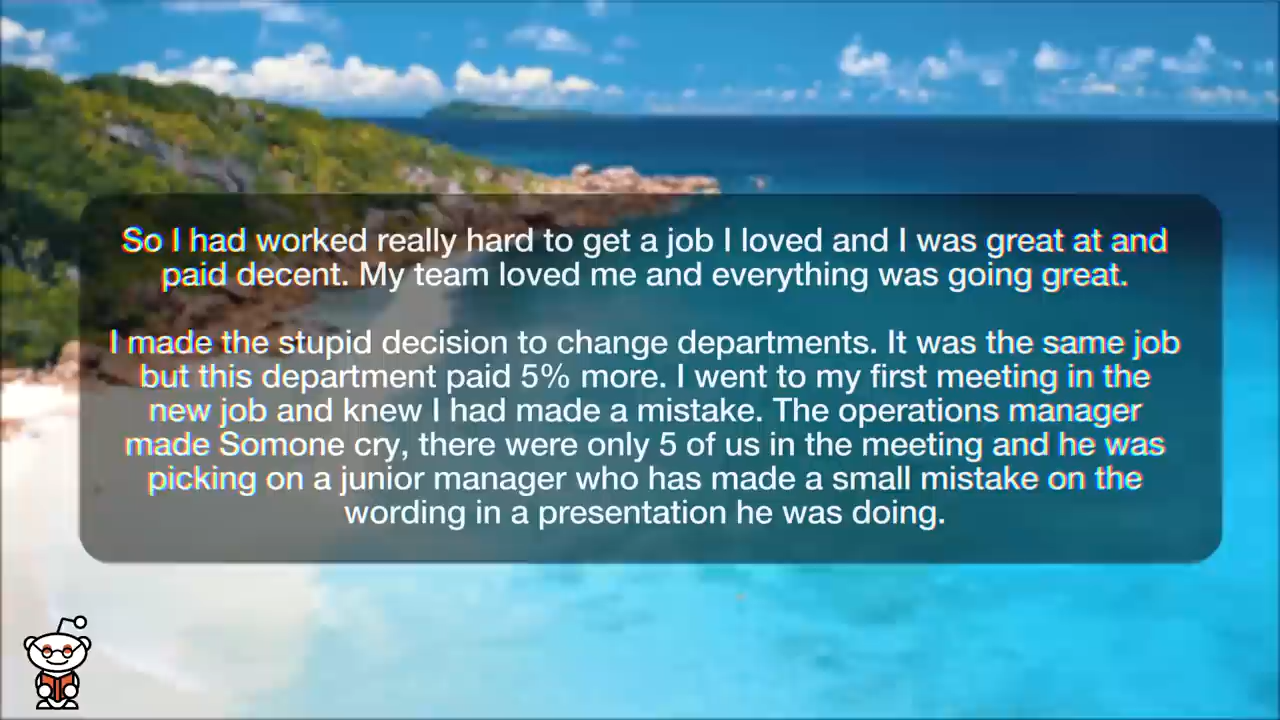 So I had worked really hard to get a job I loved and I was great at and
paid decent. My team loved me and everything was going great.
I made the stupid decision to change departments. It was the same job
but this department paid 5% more. I went to my first meeting in the
new job and knew I had made a mistake. The operations manager
made Somone cry, there were only 5 of us in the meeting and he was
picking on a junior manager who has made a small mistake on the
wording in a presentation he was doing.